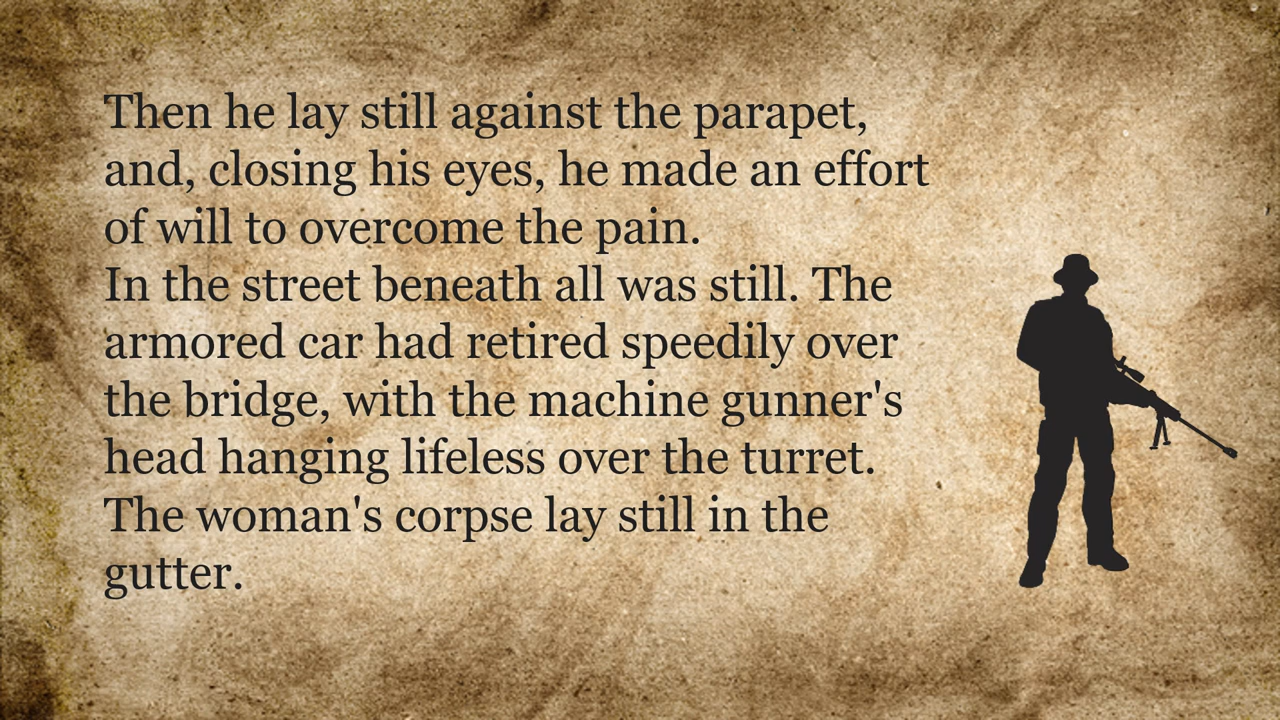 Then he lay still against the parapet,
and, closing his eyes, he made an effort
of will to overcome the pain.
In the street beneath all was still. The
armored car had retired speedily over
the bridge, with the machine gunner's
head hanging lifeless over the turret.
The woman's corpse lay still in the
gutter.